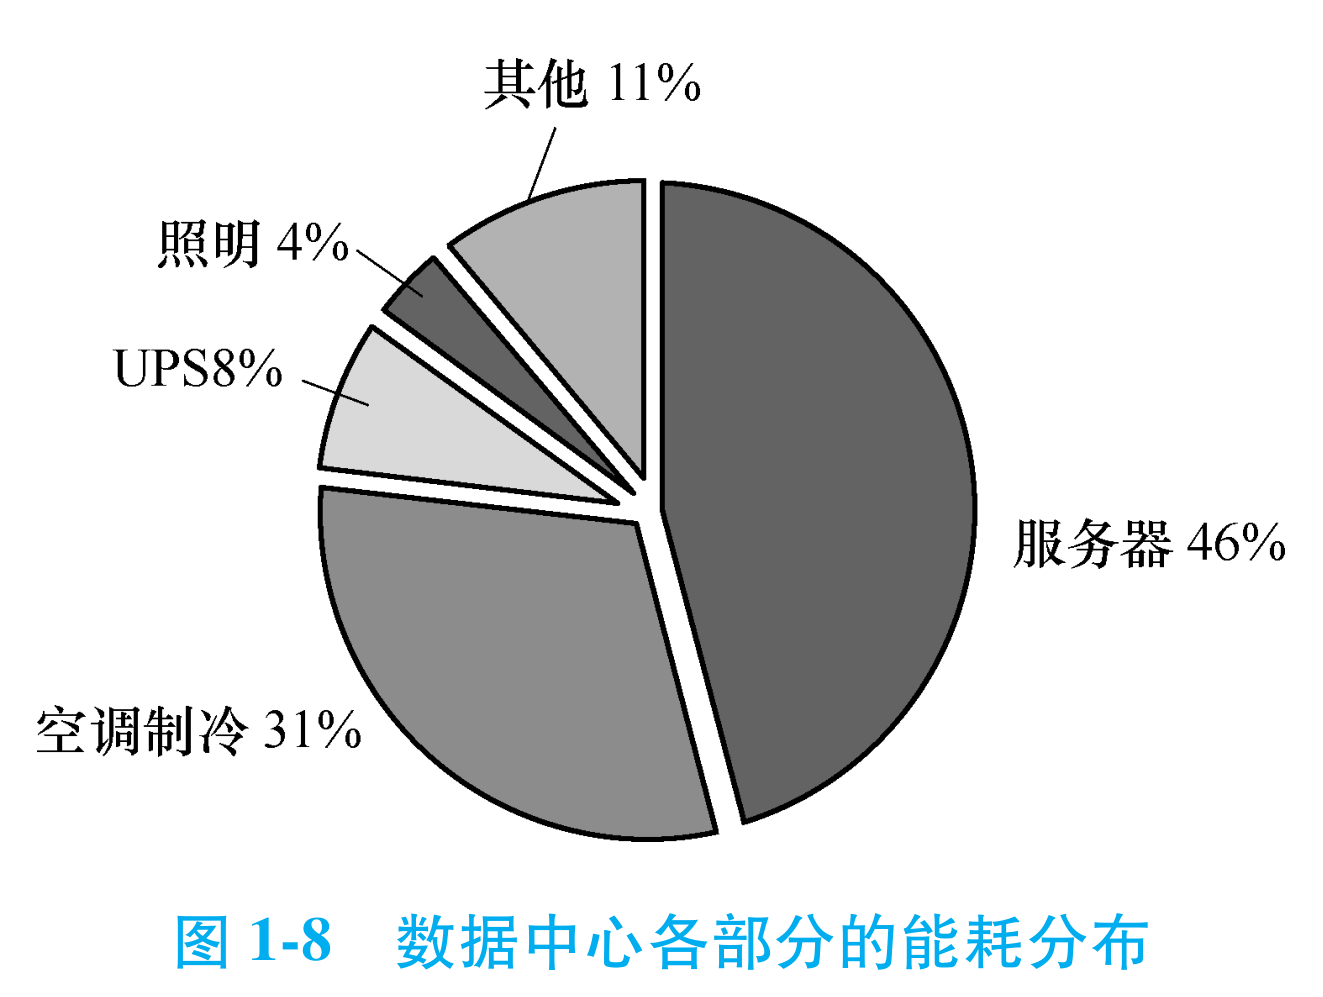 其他 11%
照明 4%
UPS8%
服务器 46%
空调制冷 31%
图 1-8 数据中心各部分的能耗分布